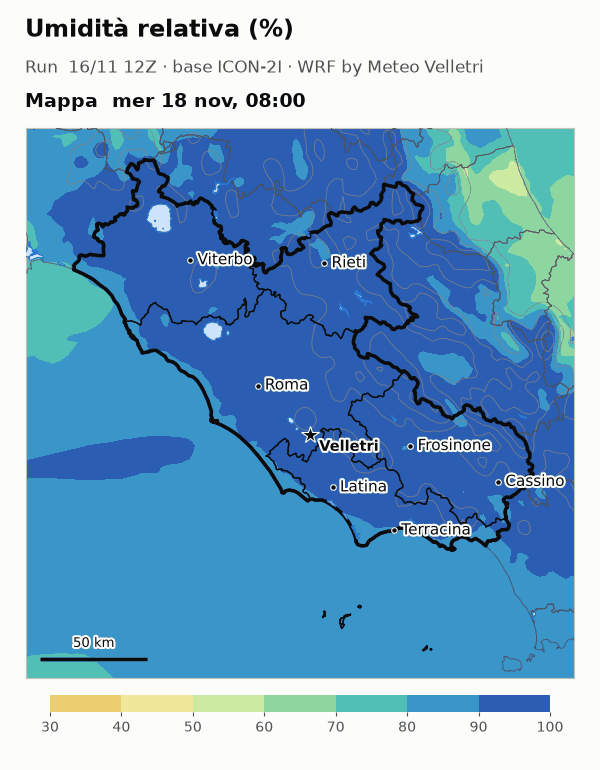 Umidità relativa (%)
Run  16/11 12Z · base ICON-2I · WRF by Meteo Velletri
Mappa  mer 18 nov, 08:00
Viterbo
Rieti
Roma
Velletri
Frosinone
Latina
Cassino
Terracina
50 km
30 40 50 60 70 80 90 100